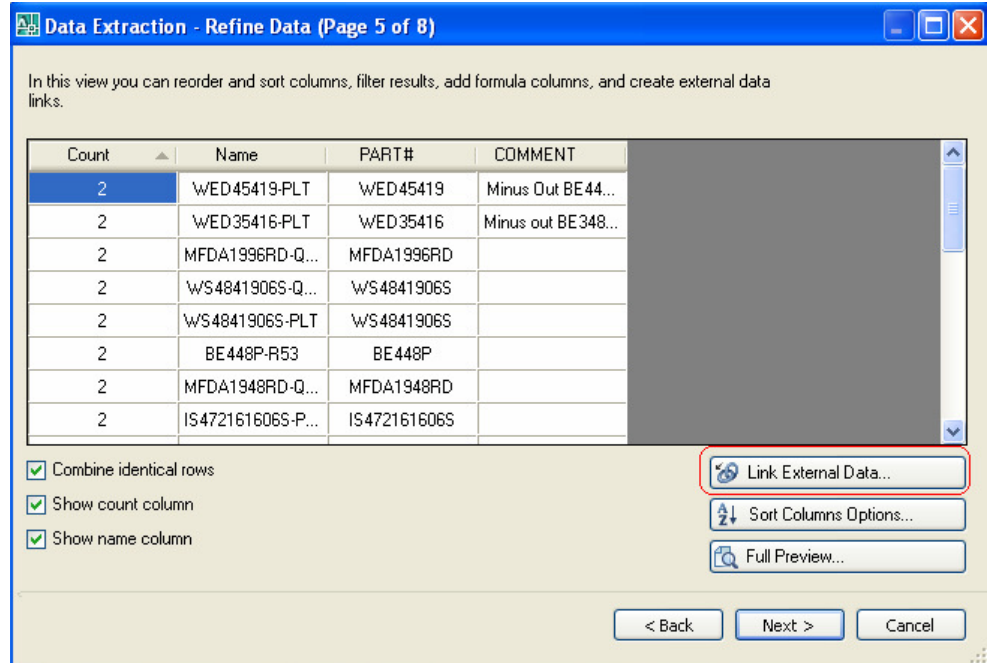 Data Extraction - Refine Data (Page 5 of 8)
In this view you can reorder and sort columns, filter results, add formula columns, and create external data
links.
Count Name PART# COMMENT
2 WED45419-PLT WED45419 Minus Out BE44...
2 WED35416-PLT WED35416 Minus out BE348...
2 MFDA1996RD-Q... MFDA1996RD
2 WS4841906S-Q... WS4841906S
2 WS4841906S-PLT WS4841906S
2 BE448P-R53 BE448P
2 MFDA1948RD-Q... MFDA1948RD
2 IS472161606S-P... IS472161606S
Combine identical rows
Show count column
Show name column
Link External Data...
Sort Columns Options...
Full Preview...
< Back Next > Cancel